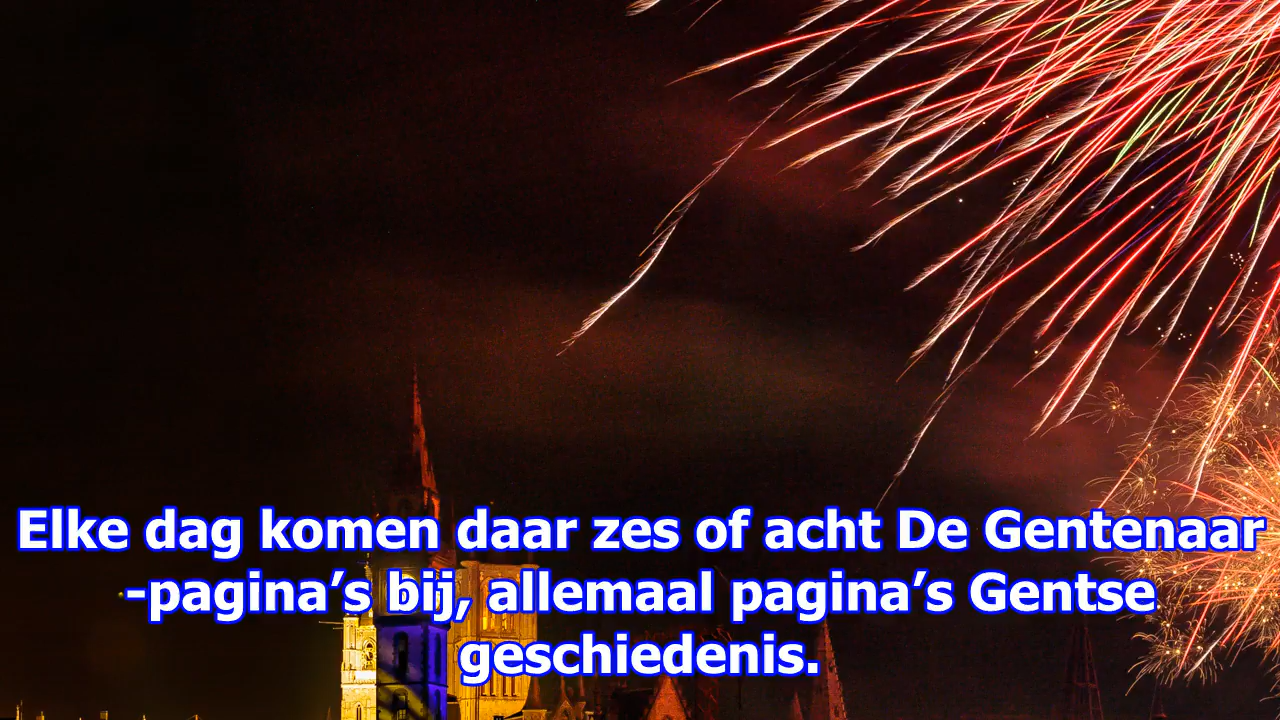 Elke dag komen daar zes of acht De Gentenaar
-pagina’s bij, allemaal pagina’s Gentse
geschiedenis.